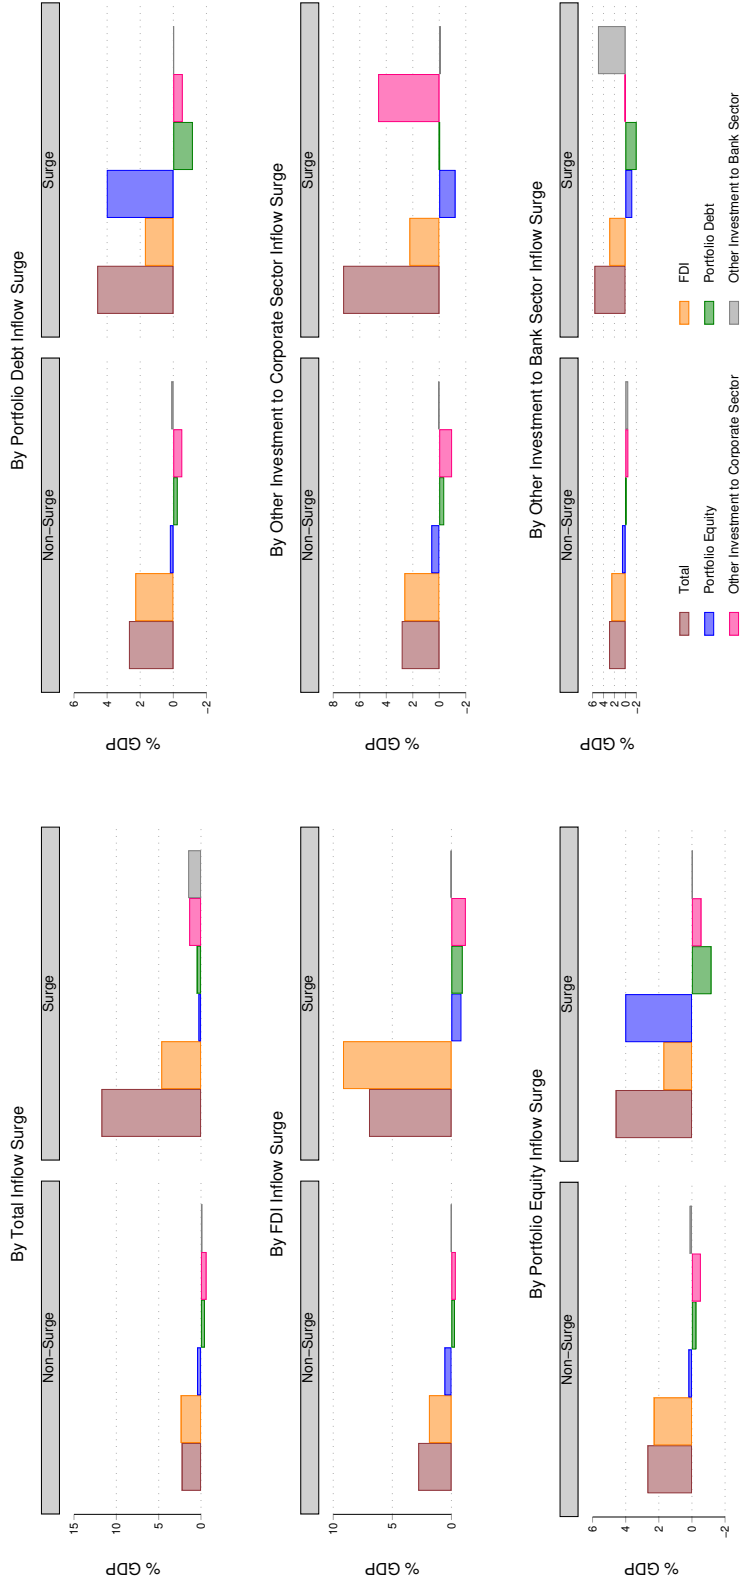 By Total Inflow Surge
Non−Surge
Surge
% GDP
15
10
5
0
By Portfolio Debt Inflow Surge
Non−Surge
Surge
% GDP
6
4
2
0
−2
By FDI Inflow Surge
Non−Surge
Surge
% GDP
10
5
0
By Other Investment to Corporate Sector Inflow Surge
Non−Surge
Surge
% GDP
8
6
4
2
0
−2
By Portfolio Equity Inflow Surge
Non−Surge
Surge
% GDP
6
4
2
0
−2
By Other Investment to Bank Sector Inflow Surge
Non−Surge
Surge
% GDP
6
4
2
0
−2
Total
FDI
Portfolio Equity
Portfolio Debt
Other Investment to Corporate Sector
Other Investment to Bank Sector